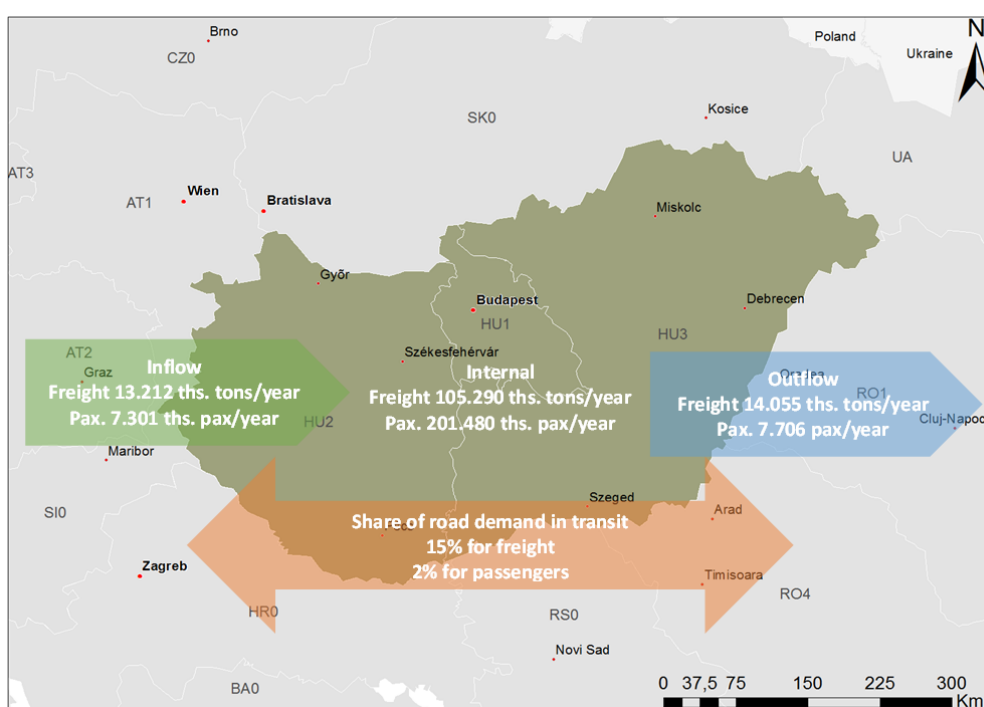 Brno
CZ0
Poland
Ukraine
N
Kosice
SK0
UA
AT3
Wien
AT1
Bratislava
Miskolc
Győr
Budapest
HU1
Debrecen
HU3
Székesfehérvár
AT2
Graz
Inflow
Freight 13.212 ths. tons/year
Pax. 7.301 ths. pax/year
HU2
Internal
Freight 105.290 ths. tons/year
Pax. 201.480 ths. pax/year
Oradea
Outflow
Freight 14.055 ths. tons/year
Pax. 7.706 pax/year
RO1
Cluj-Napoc
Maribor
SI0
Szeged
Arad
Share of road demand in transit
15% for freight
2% for passengers
Zagreb
Timisoara
HR0
RS0
RO4
Novi Sad
BA0
0 37,5 75 150 225 300
Km